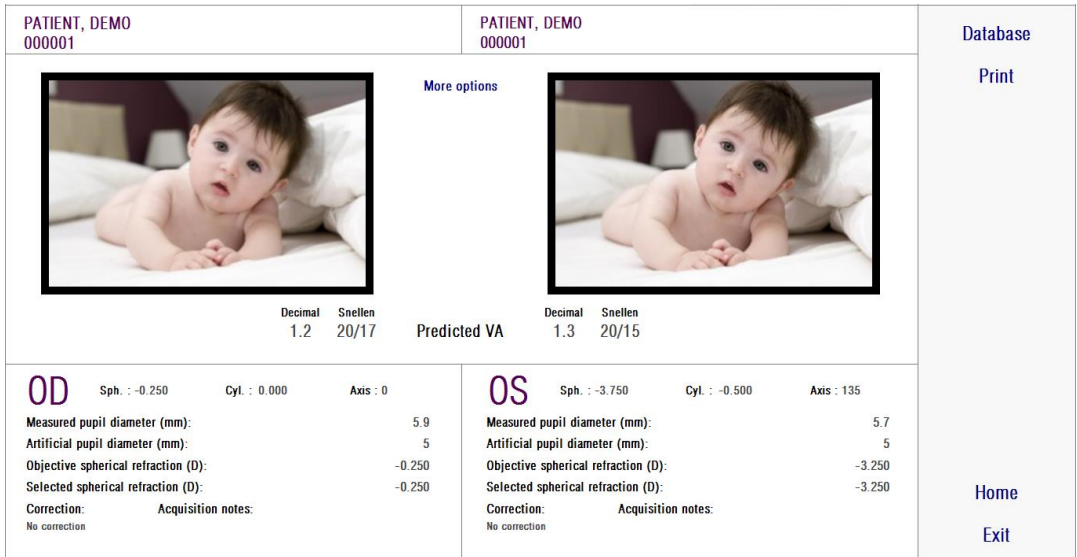 PATIENT, DEMO
000001
PATIENT, DEMO
000001
Database
Print
More options
Decimal Snellen
1.2 20/17
Predicted VA
Decimal Snellen
1.3 20/15
OD Sph. : -0.250 Cyl. : 0.000 Axis : 0
Measured pupil diameter (mm): 5.9
Artificial pupil diameter (mm): 5
Objective spherical refraction (D): -0.250
Selected spherical refraction (D): -0.250
Correction: Acquisition notes:
No correction
OS Sph. : -3.750 Cyl. : -0.500 Axis : 135
Measured pupil diameter (mm): 5.7
Artificial pupil diameter (mm): 5
Objective spherical refraction (D): -3.250
Selected spherical refraction (D): -3.250
Correction: Acquisition notes:
No correction
Home
Exit